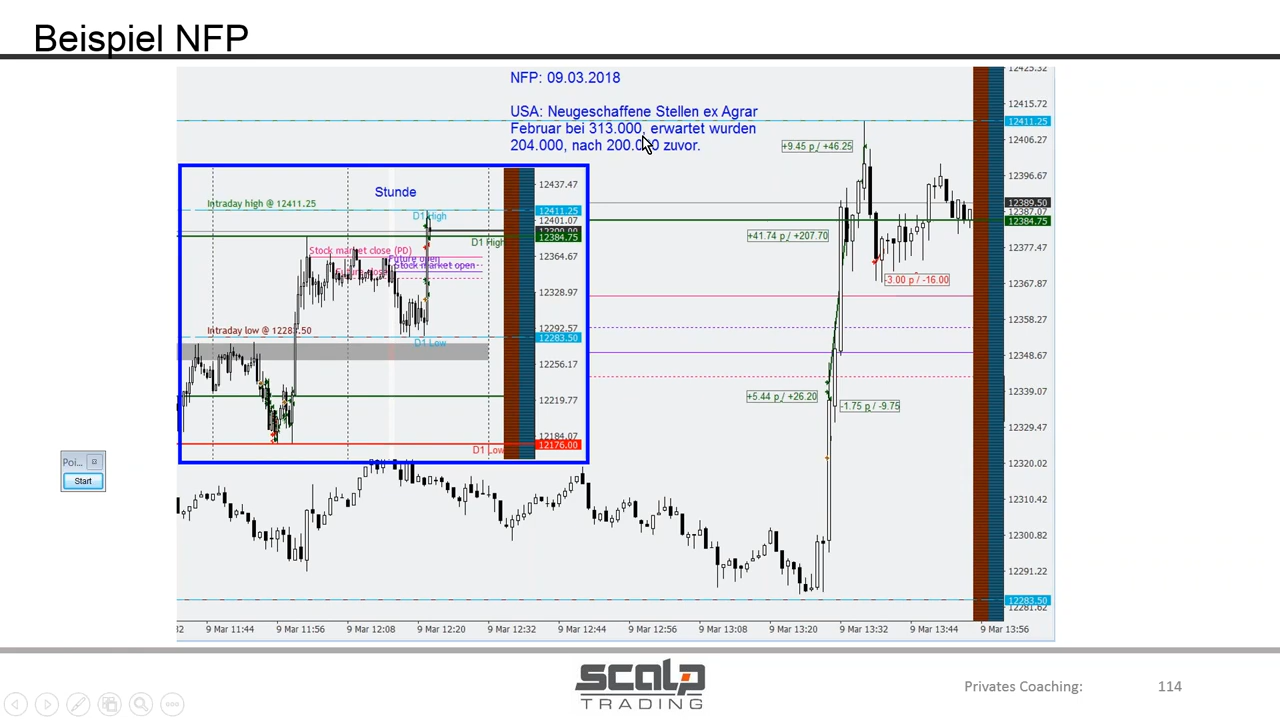 Beispiel NFP
NFP: 09.03.2018
USA: Neugeschaffene Stellen ex Agrar
Februar bei 313.000, erwartet wurden
204.000, nach 200.000 zuvor.
Stunde
Intraday high @ 12411.25
D1 High
D1 High
Stock market close (PD)
Future open
Stock market open
Future close
Intraday low @ 12283.50
D1 Low
D1 Low
12437.47
12411.25
12401.07
12384.75
12364.67
12328.97
12292.57
12283.50
12256.17
12219.77
12184.07
12176.00
+9.45 p / +46.25
+41.74 p / +207.70
-3.00 p / -16.00
+5.44 p / +26.20
-1.75 p / -9.75
12425.32
12415.72
12411.25
12406.27
12396.67
12389.50
12387.07
12384.75
12377.47
12367.87
12358.27
12348.67
12339.07
12329.47
12320.02
12310.42
12300.82
12291.22
12283.50
12281.62
9 Mar 11:44
9 Mar 11:56
9 Mar 12:08
9 Mar 12:20
9 Mar 12:32
9 Mar 12:44
9 Mar 12:56
9 Mar 13:08
9 Mar 13:20
9 Mar 13:32
9 Mar 13:44
9 Mar 13:56
Poi...
Start
SCALP
TRADING
Privates Coaching:
114